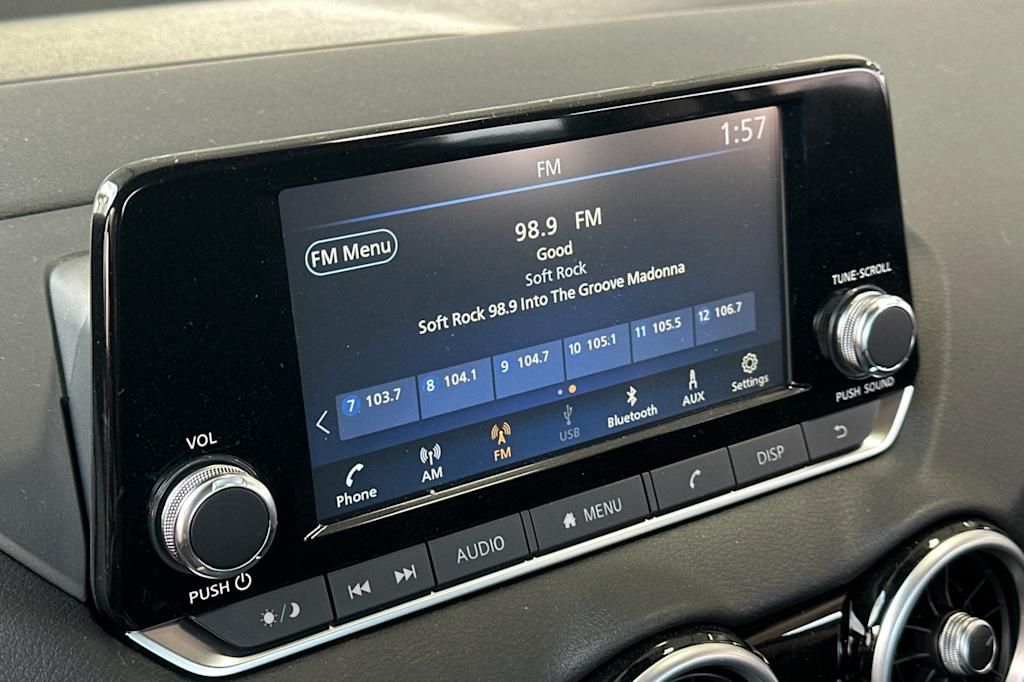 1:57
FM
98.9 FM
FM Menu
Good
Soft Rock
Soft Rock 98.9 Into The Groove Madonna
7 103.7 8 104.1 9 104.7 10 105.1 11 105.5 12 106.7
Phone AM FM USB Bluetooth AUX Settings
TUNE·SCROLL
PUSH SOUND
VOL
PUSH
AUDIO MENU DISP